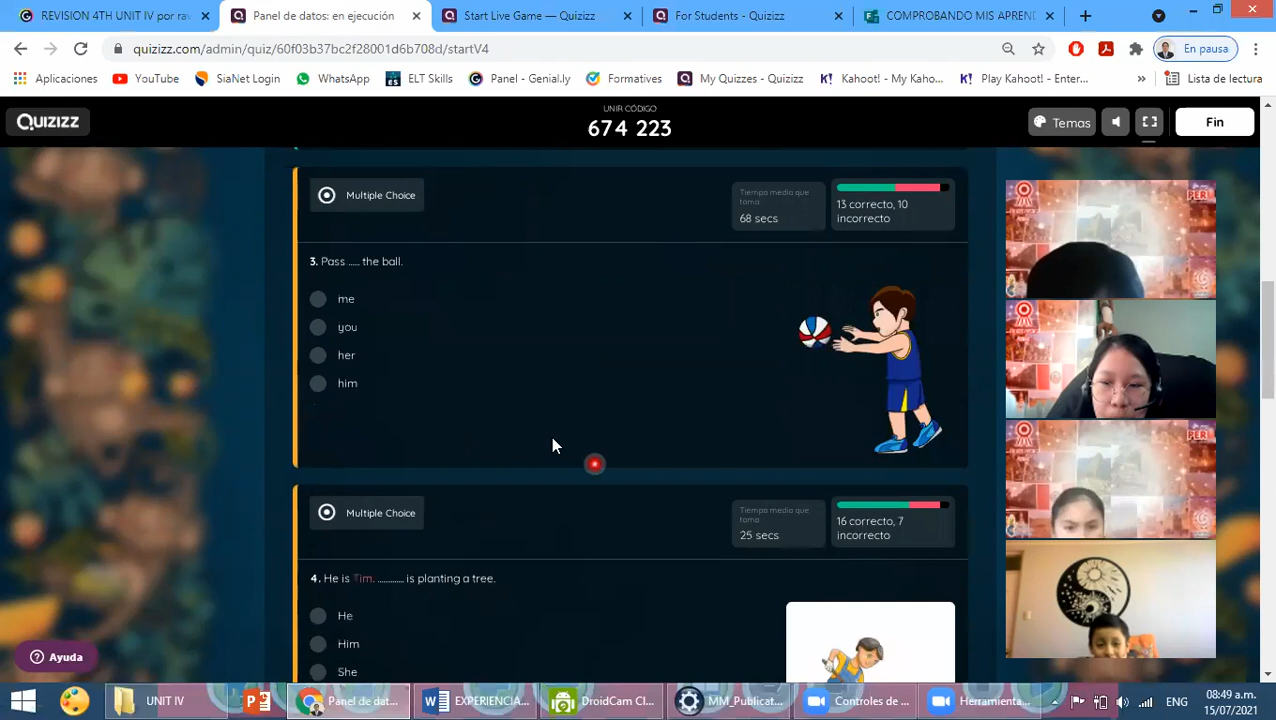 REVISION 4TH UNIT IV por rav
Panel de datos: en ejecución
Start Live Game — Quizizz
For Students - Quizizz
COMPROBANDO MIS APREN
quizizz.com/admin/quiz/60f03b37bc2f28001d6b708d/startV4
En pausa
Aplicaciones
YouTube
SiaNet Login
WhatsApp
ELT Skills
Panel - Genial.ly
Formatives
My Quizzes - Quizizz
Kahoot! - My Kaho...
Play Kahoot! - Enter...
»
Lista de lectura
Quizizz
UNIR CÓDIGO
674 223
Temas
Fin
Multiple Choice
Tiempo medio que toma
68 secs
13 correcto, 10 incorrecto
3. Pass ..... the ball.
me
you
her
him
Multiple Choice
Tiempo medio que toma
25 secs
16 correcto, 7 incorrecto
4. He is Tim. ............ is planting a tree.
He
Him
She
PER
PER
Ayuda
UNIT IV
Panel de dat...
EXPERIENCIA...
DroidCam Cl...
MM_Publicat...
Controles de ...
Herramienta...
ENG
08:49 a.m.
15/07/2021